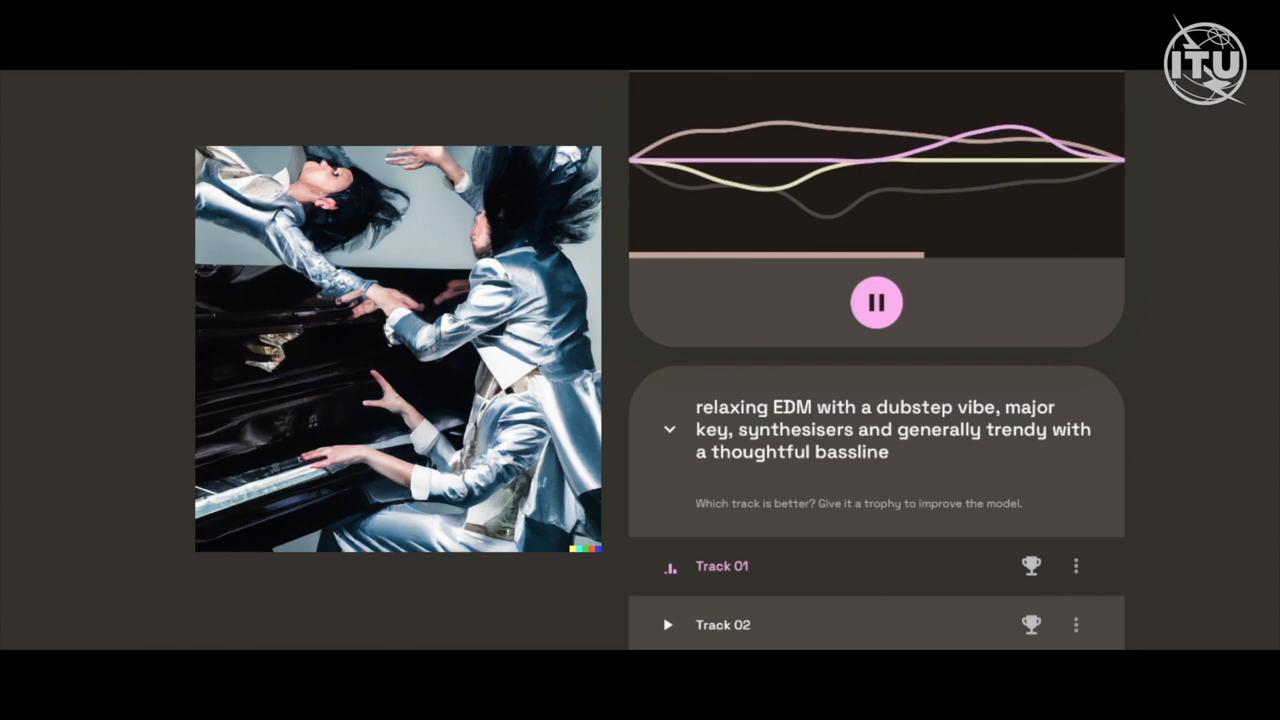 ITU
relaxing EDM with a dubstep vibe, major
key, synthesisers and generally trendy with
a thoughtful bassline
Which track is better? Give it a trophy to improve the model.
Track 01
Track 02